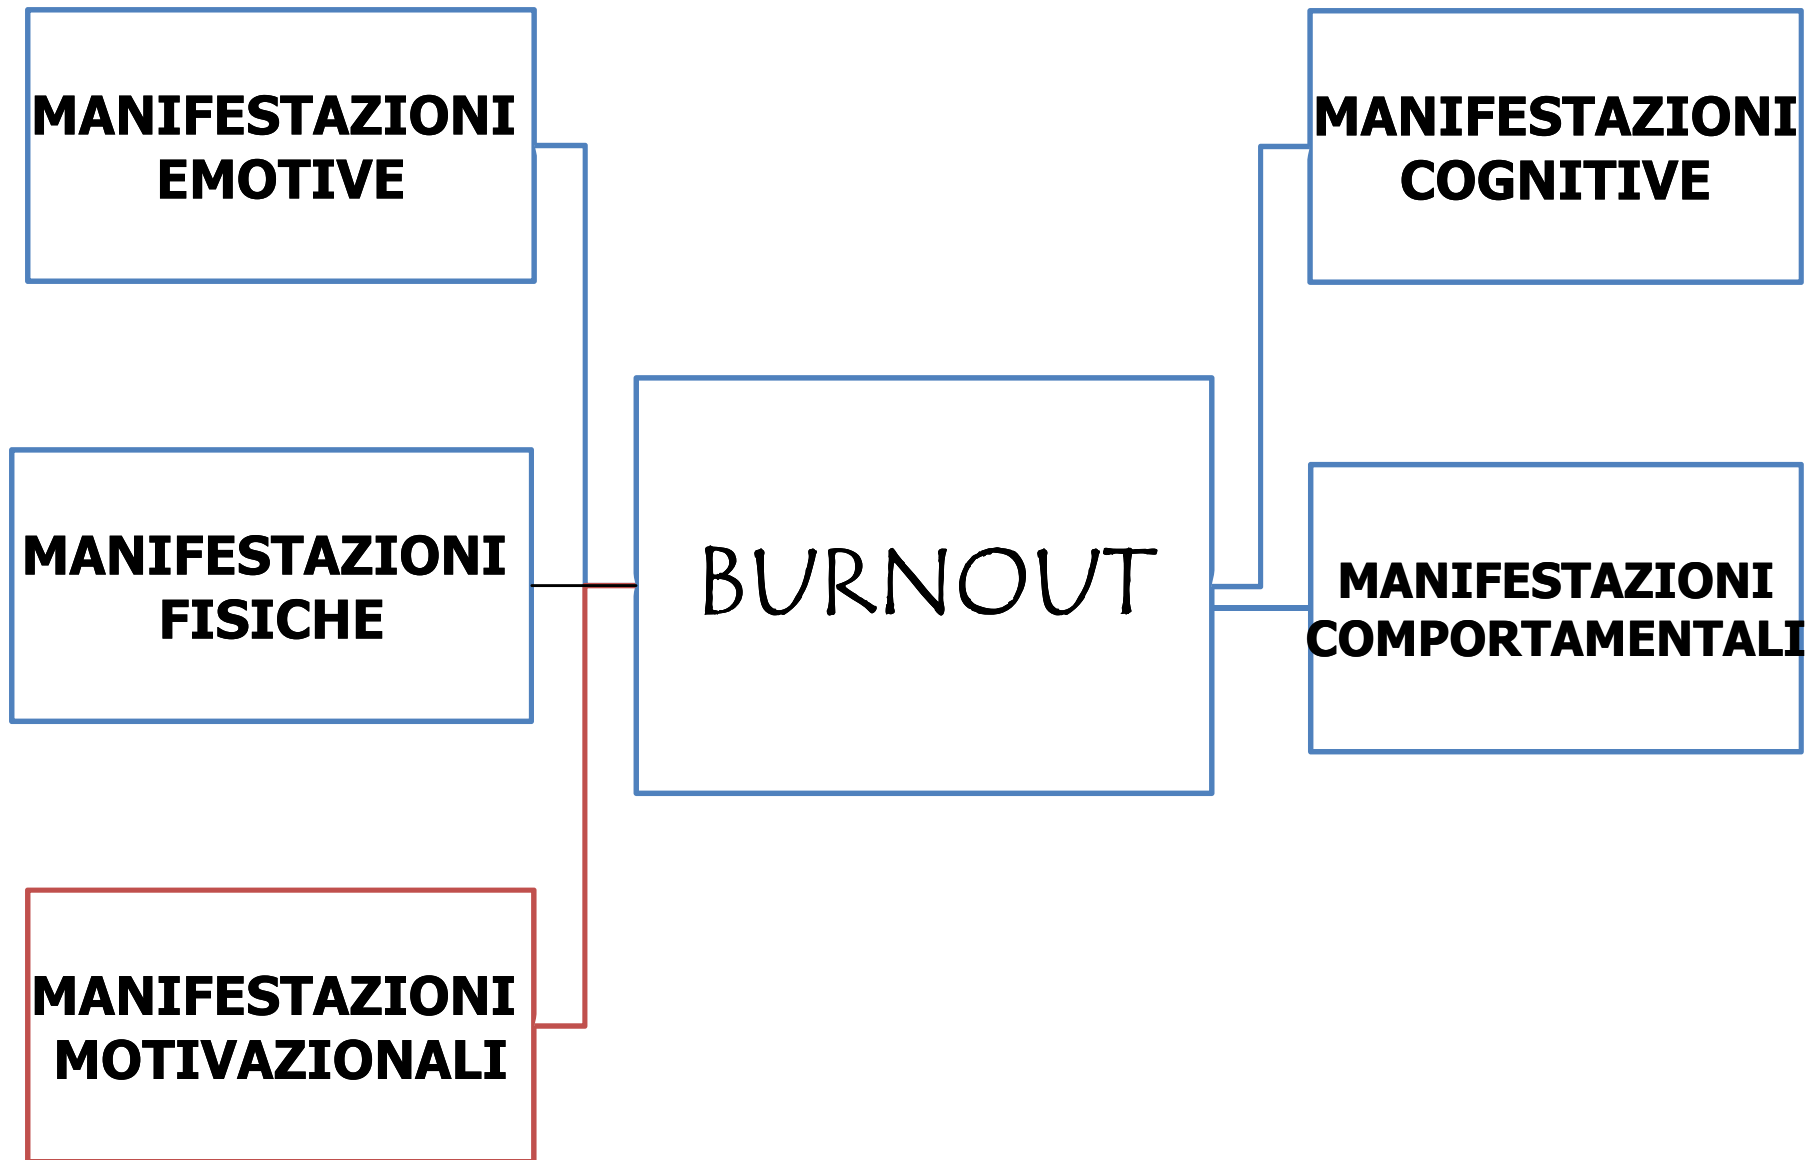 MANIFESTAZIONI
EMOTIVE
MANIFESTAZIONI
COGNITIVE
MANIFESTAZIONI
FISICHE
BURNOUT
MANIFESTAZIONI
COMPORTAMENTALI
MANIFESTAZIONI
MOTIVAZIONALI